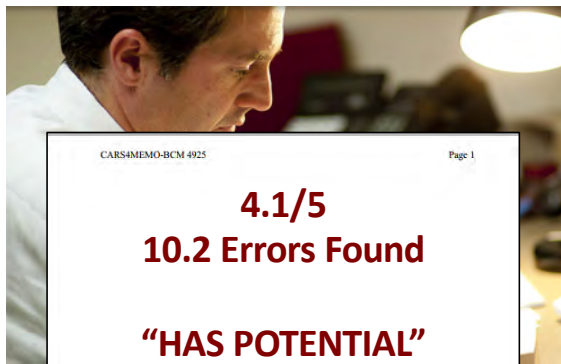 CARS4MEMO-BCM 4925 Page 1
4.1/5
10.2 Errors Found
“HAS POTENTIAL”